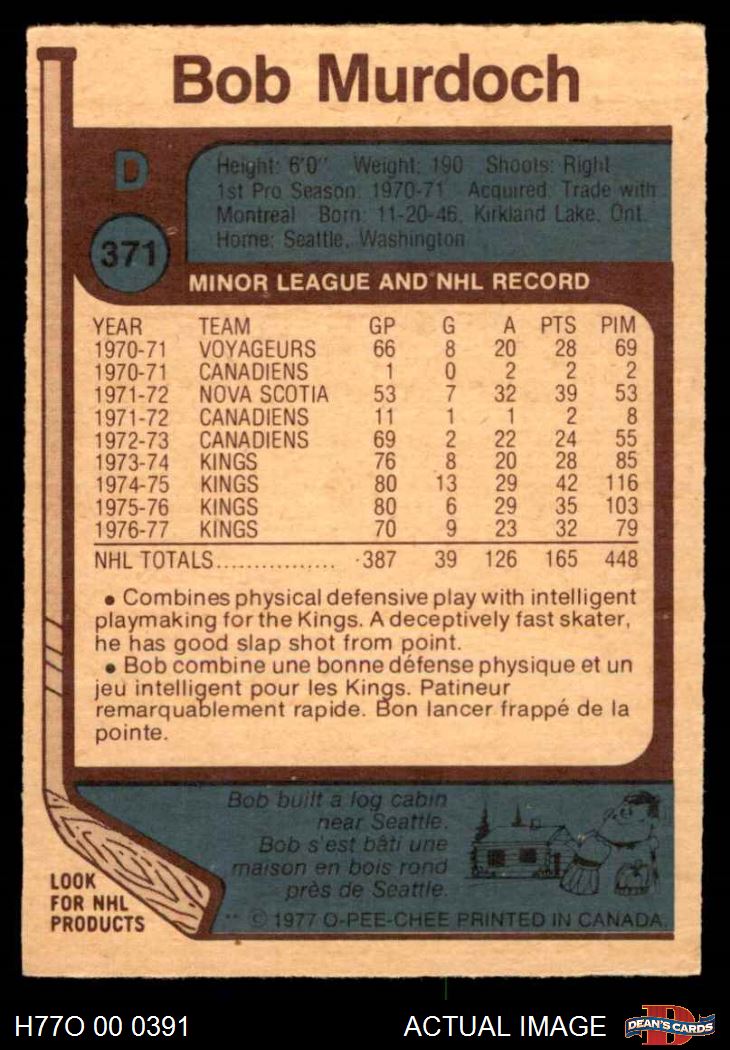 Bob Murdoch
D
Height: 6'0" Weight: 190 Shoots: Right
1st Pro Season: 1970-71 Acquired: Trade with
Montreal Born: 11-20-46, Kirkland Lake, Ont.
Home: Seattle, Washington
371
MINOR LEAGUE AND NHL RECORD
YEAR TEAM GP G A PTS PIM
1970-71 VOYAGEURS 66 8 20 28 69
1970-71 CANADIENS 1 0 2 2 2
1971-72 NOVA SCOTIA 53 7 32 39 53
1971-72 CANADIENS 11 1 1 2 8
1972-73 CANADIENS 69 2 22 24 55
1973-74 KINGS 76 8 20 28 85
1974-75 KINGS 80 13 29 42 116
1975-76 KINGS 80 6 29 35 103
1976-77 KINGS 70 9 23 32 79
NHL TOTALS................ 387 39 126 165 448
• Combines physical defensive play with intelligent
playmaking for the Kings. A deceptively fast skater,
he has good slap shot from point.
• Bob combine une bonne défense physique et un
jeu intelligent pour les Kings. Patineur
remarquablement rapide. Bon lancer frappé de la
pointe.
Bob built a log cabin
near Seattle.
Bob s'est bâti une
maison en bois rond
près de Seattle.
LOOK
FOR NHL
PRODUCTS
** © 1977 O-PEE-CHEE PRINTED IN CANADA.
H77O 00 0391
ACTUAL IMAGE
D
DEAN'S CARDS